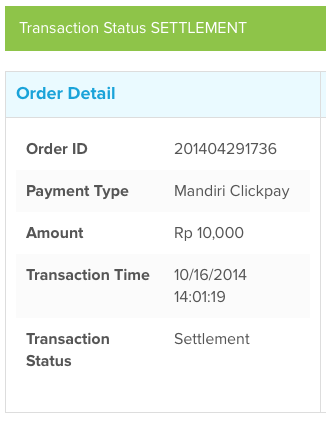 Transaction Status SETTLEMENT
Order Detail
Order ID 201404291736
Payment Type Mandiri Clickpay
Amount Rp 10,000
Transaction Time 10/16/2014
14:01:19
Transaction Settlement
Status